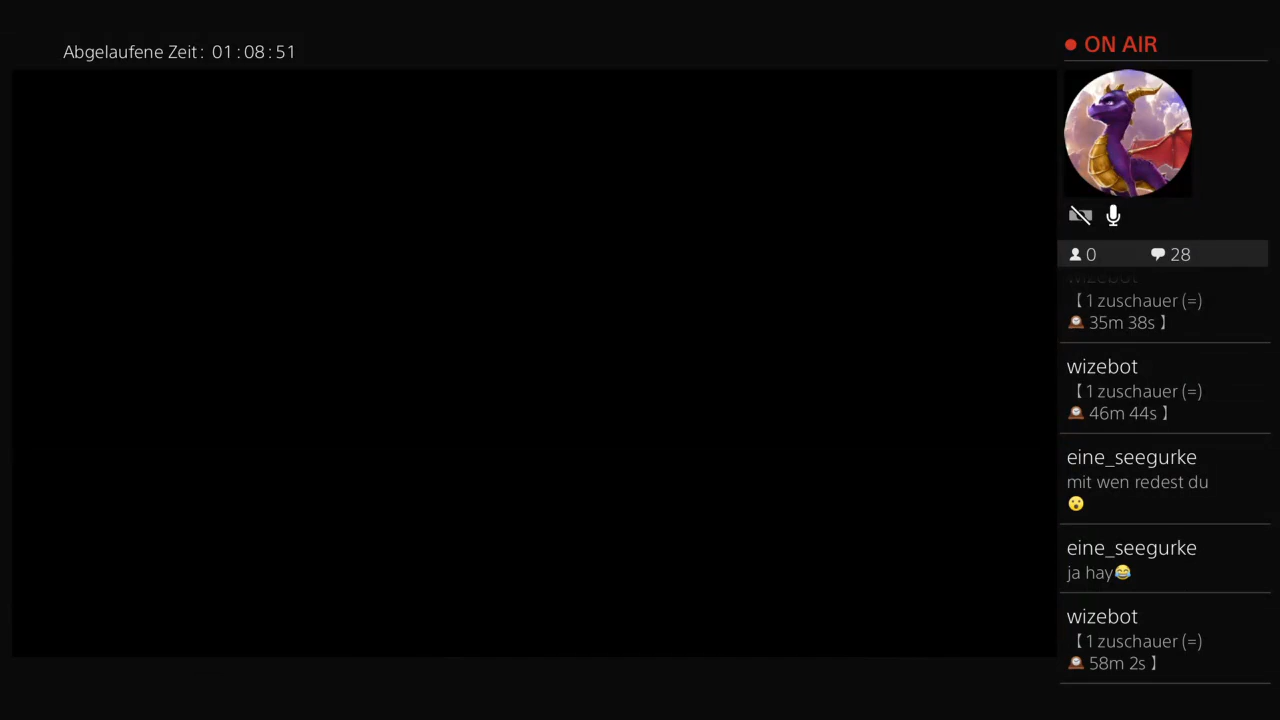 Abgelaufene Zeit: 01:08:51
ON AIR
0 28
wizebot
【1 zuschauer (=)
35m 38s】
wizebot
【1 zuschauer (=)
46m 44s】
eine_seegurke
mit wen redest du
😮
eine_seegurke
ja hay😂
wizebot
【1 zuschauer (=)
58m 2s】